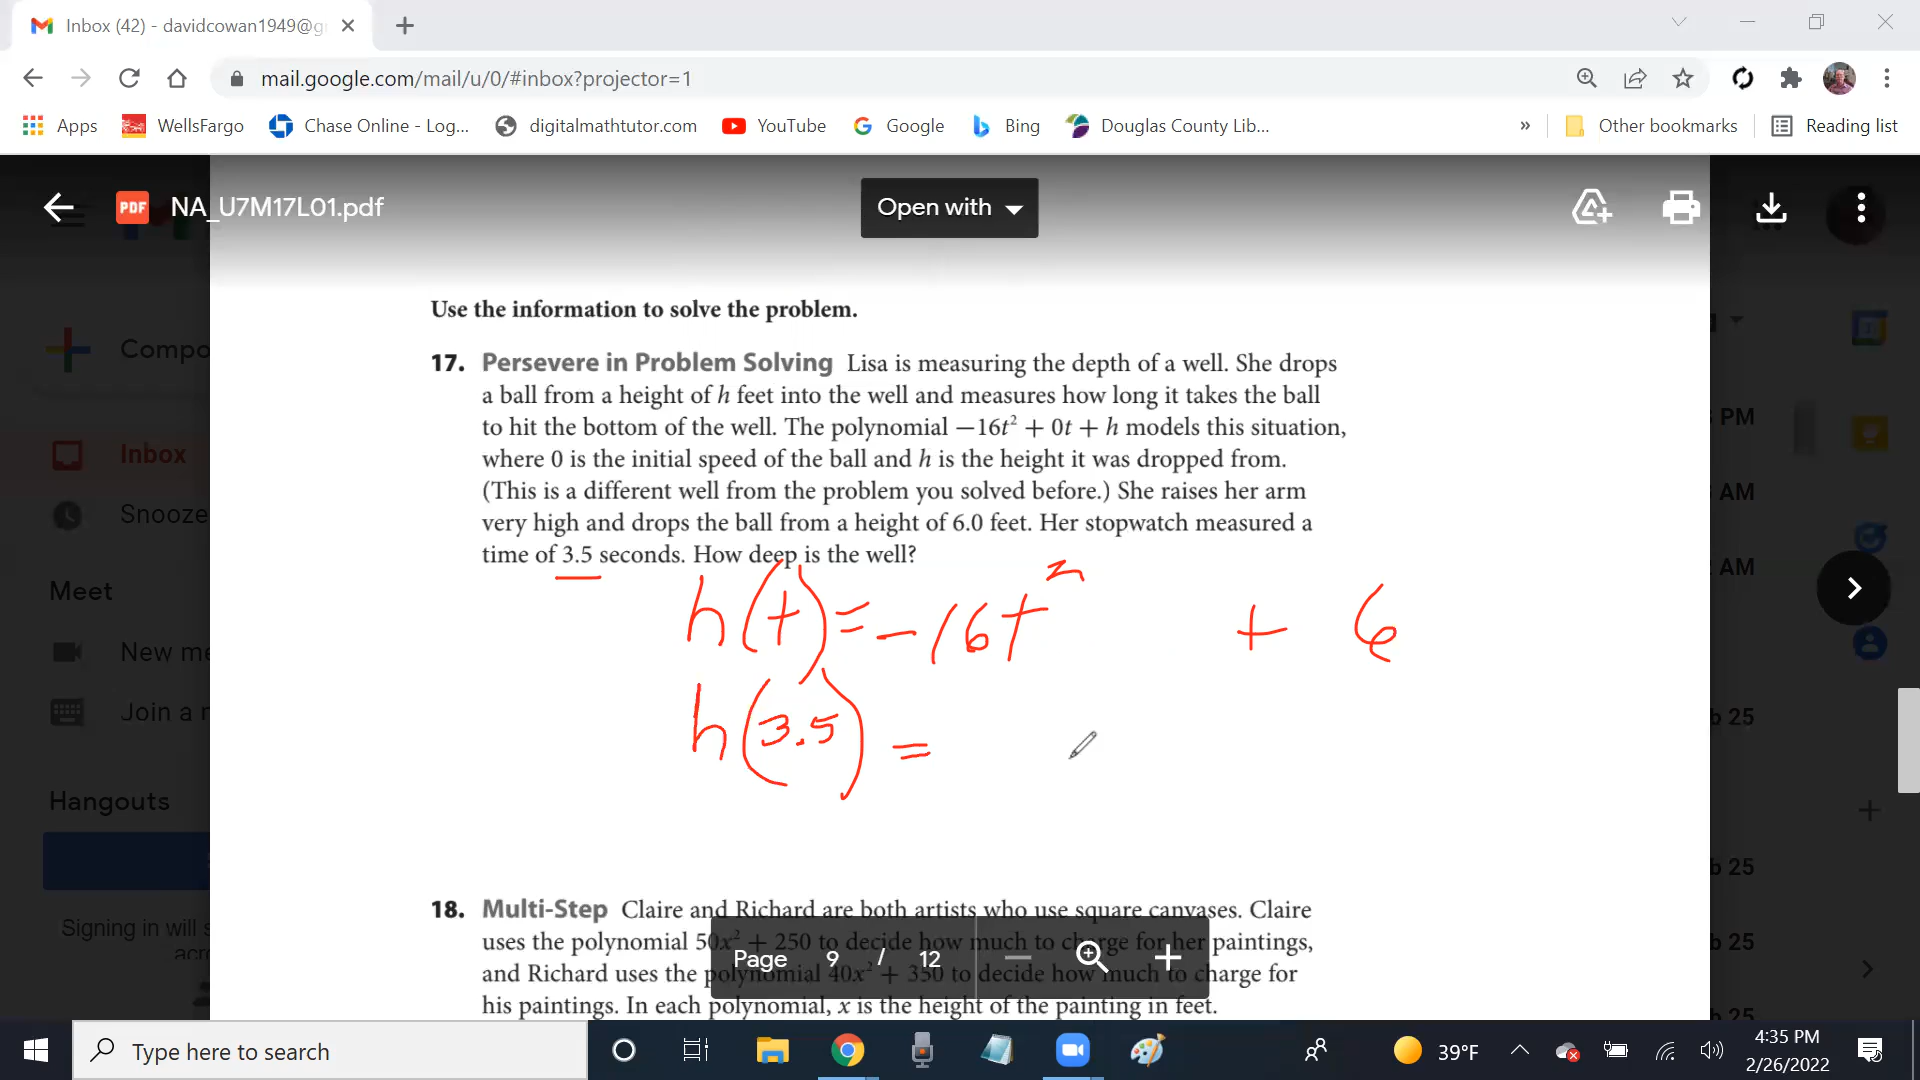 Inbox (42) - davidcowan1949@g
mail.google.com/mail/u/0/#inbox?projector=1
Apps WellsFargo Chase Online - Log... digitalmathtutor.com YouTube Google Bing Douglas County Lib... » Other bookmarks Reading list
PDF NA_U7M17L01.pdf Open with
Use the information to solve the problem.
17. Persevere in Problem Solving Lisa is measuring the depth of a well. She drops
a ball from a height of h feet into the well and measures how long it takes the ball
to hit the bottom of the well. The polynomial −16t² + 0t + h models this situation,
where 0 is the initial speed of the ball and h is the height it was dropped from.
(This is a different well from the problem you solved before.) She raises her arm
very high and drops the ball from a height of 6.0 feet. Her stopwatch measured a
time of 3.5 seconds. How deep is the well?
h(t) = -16t² + 6
h(3.5) =
18. Multi-Step Claire and Richard are both artists who use square canvases. Claire
uses the polynomial 50x² + 250 to decide how much to charge for her paintings,
and Richard uses the polynomial 40x² + 350 to decide how much to charge for
his paintings. In each polynomial, x is the height of the painting in feet.
Page 9 / 12
Compo
Inbox
Snooze
Meet
New me
Join a r
Hangouts
Signing in will s
acr
PM
AM
AM
b 25
b 25
b 25
b 25
Type here to search
39°F
4:35 PM
2/26/2022